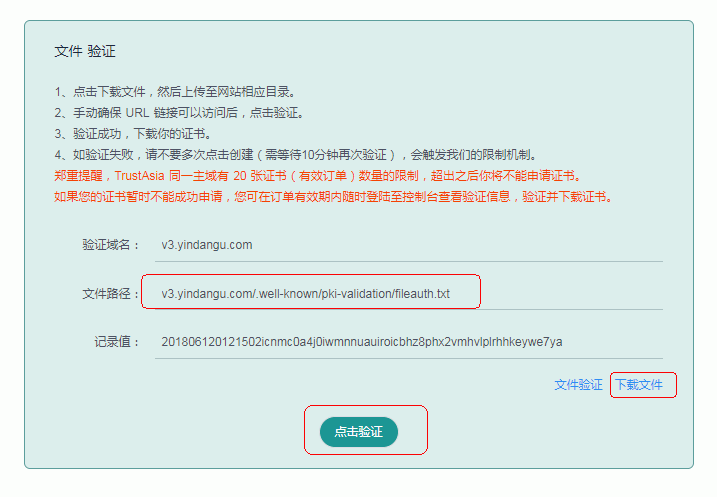 文件 验证
1、点击下载文件，然后上传至网站相应目录。
2、手动确保 URL 链接可以访问后，点击验证。
3、验证成功，下载你的证书。
4、如验证失败，请不要多次点击创建（需等待10分钟再次验证），会触发我们的限制机制。
郑重提醒，TrustAsia 同一主域有 20 张证书（有效订单）数量的限制，超出之后你将不能申请证书。
如果您的证书暂时不能成功申请，您可在订单有效期内随时登陆至控制台查看验证信息，验证并下载证书。
验证域名： v3.yindangu.com
文件路径： v3.yindangu.com/.well-known/pki-validation/fileauth.txt
记录值： 201806120121502icnmc0a4j0iwmnnuauiroicbhz8phx2vmhvlplrhhkeywe7ya
文件验证 下载文件
点击验证